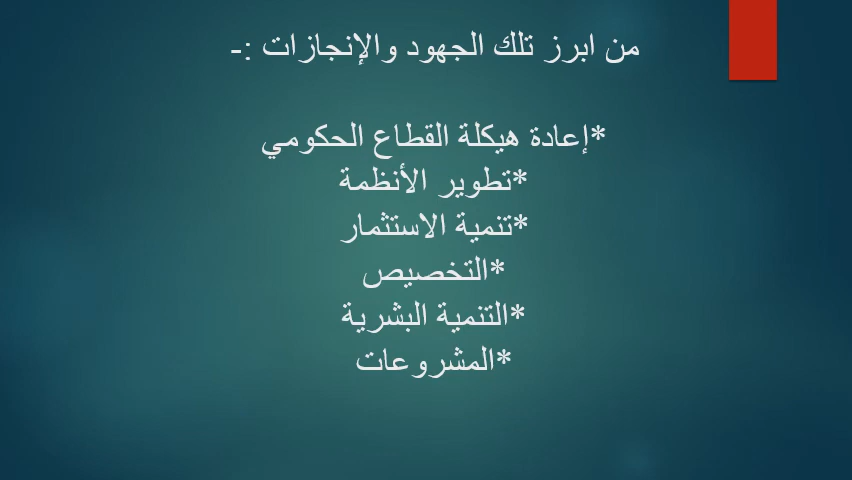 من ابرز تلك الجهود والإنجازات :-
*إعادة هيكلة القطاع الحكومي
*تطوير الأنظمة
*تنمية الاستثمار
*التخصيص
*التنمية البشرية
*المشروعات